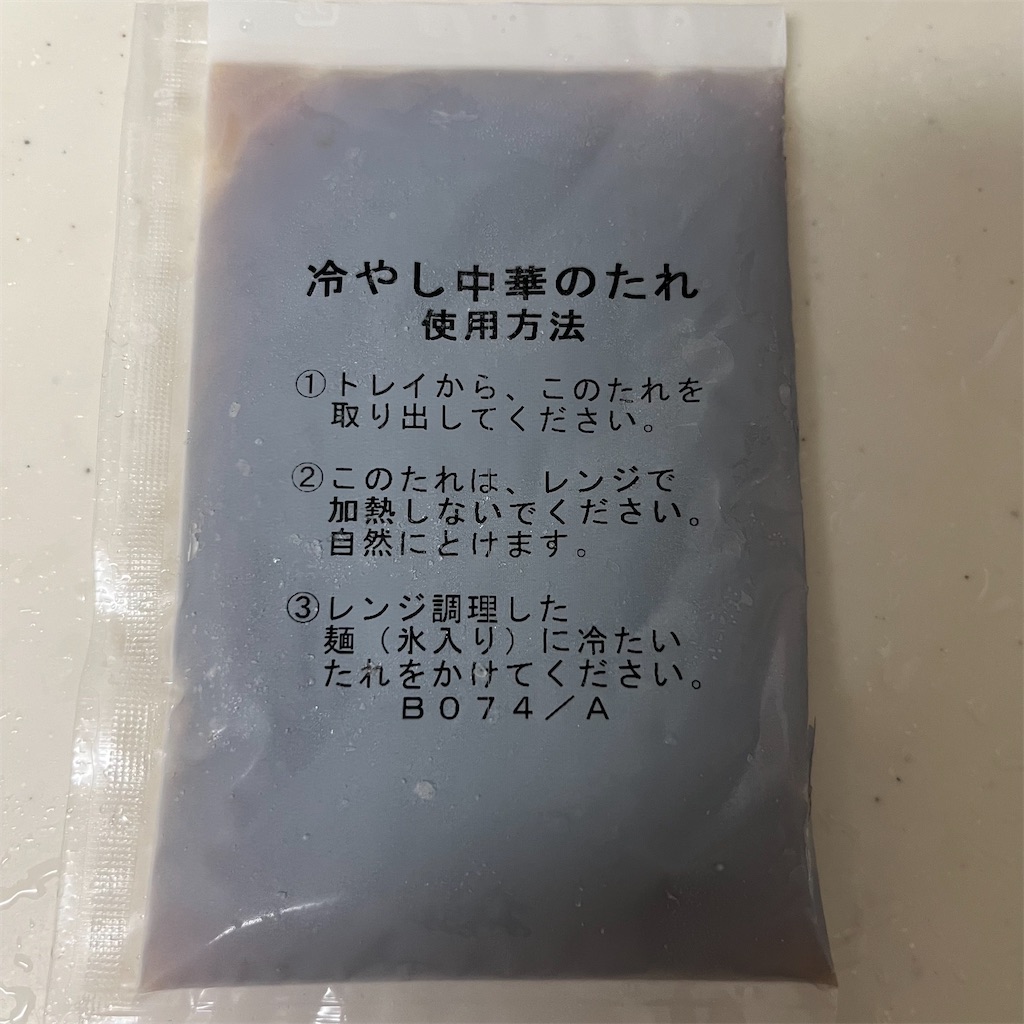 冷やし中華のたれ
使用方法
①トレイから、このたれを
取り出してください。
②このたれは、レンジで
加熱しないでください。
自然にとけます。
③レンジ調理した
麺（氷入り）に冷たい
たれをかけてください。
B074／A